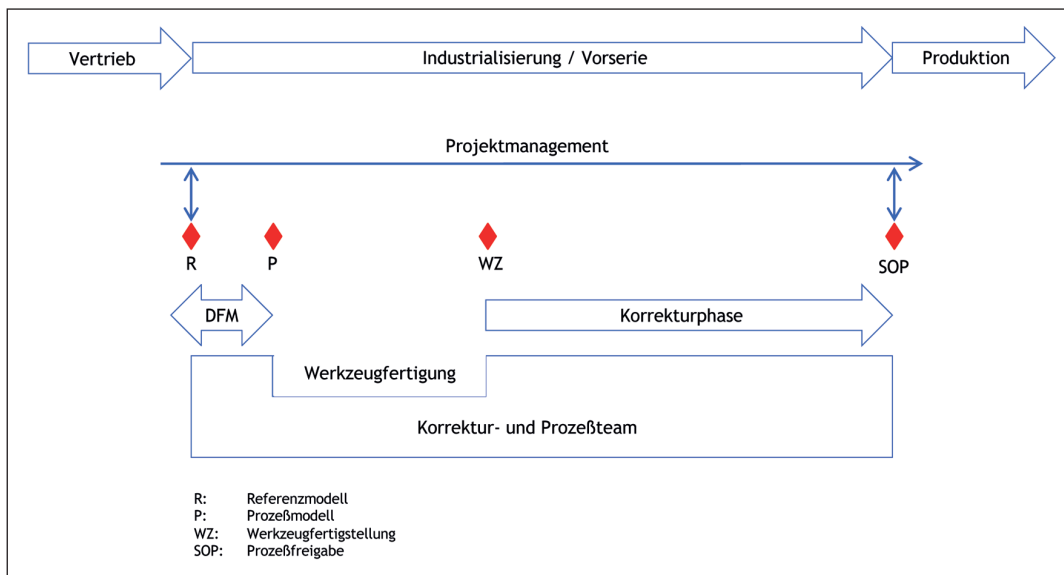 Vertrieb
Industrialisierung / Vorserie
Produktion
Projektmanagement
R
P
WZ
SOP
DFM
Korrekturphase
Werkzeugfertigung
Korrektur- und Prozeßteam
R: Referenzmodell
P: Prozeßmodell
WZ: Werkzeugfertigstellung
SOP: Prozeßfreigabe